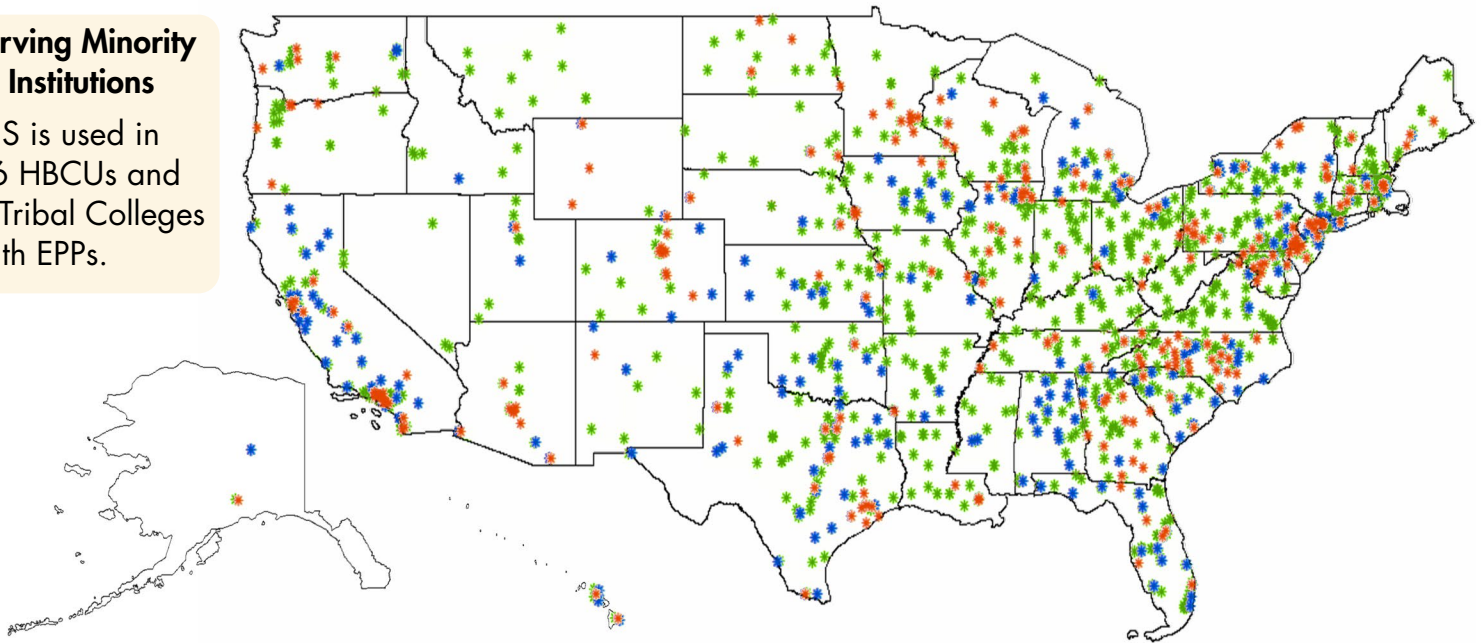 rving Minority
Institutions
S is used in
6 HBCUs and
Tribal Colleges
th EPPs.